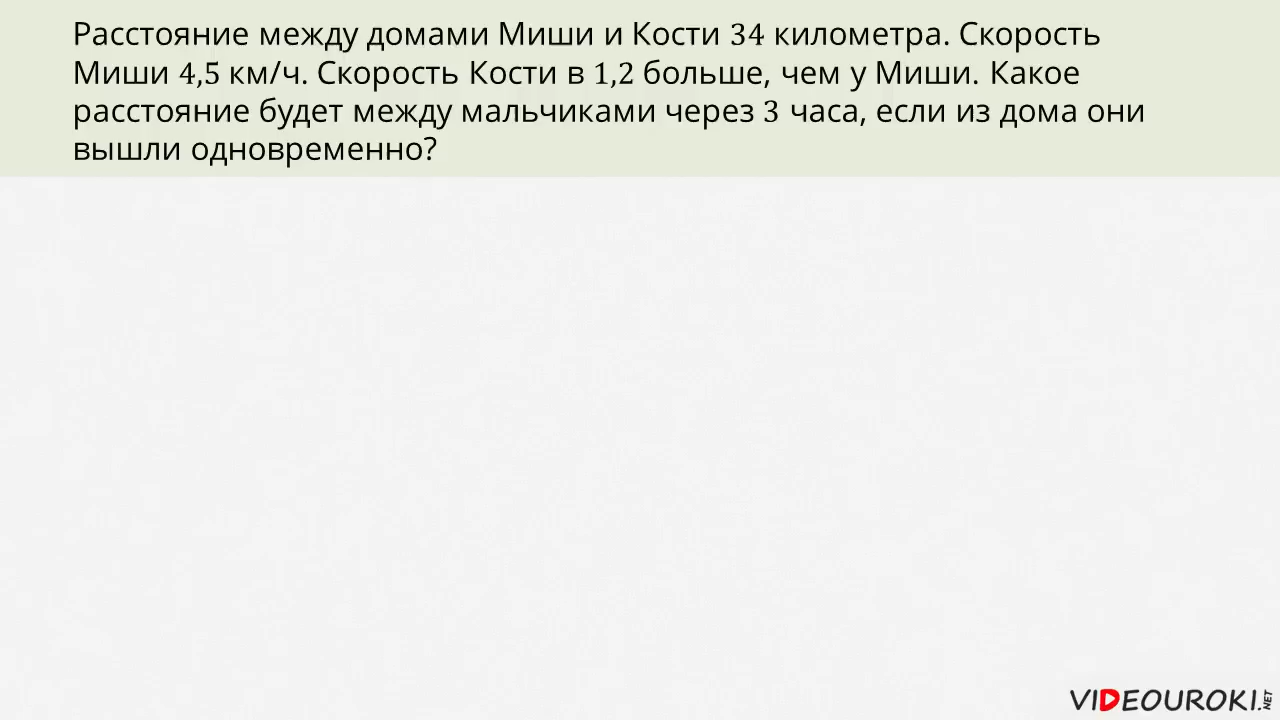 Расстояние между домами Миши и Кости 34 километра. Скорость
Миши 4,5 км/ч. Скорость Кости в 1,2 больше, чем у Миши. Какое
расстояние будет между мальчиками через 3 часа, если из дома они
вышли одновременно?
VIDEOUROKI.NET